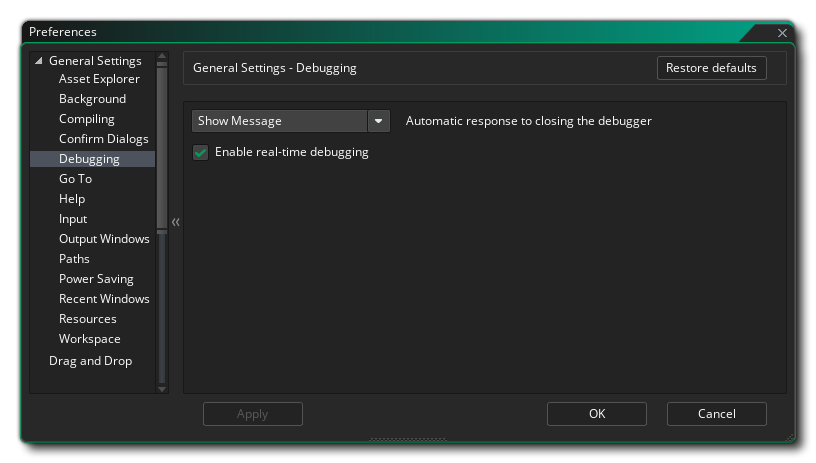 Preferences
General Settings
Asset Explorer
Background
Compiling
Confirm Dialogs
Debugging
Go To
Help
Input
Output Windows
Paths
Power Saving
Recent Windows
Resources
Workspace
Drag and Drop
General Settings - Debugging
Restore defaults
Show Message
Automatic response to closing the debugger
Enable real-time debugging
Apply
OK
Cancel